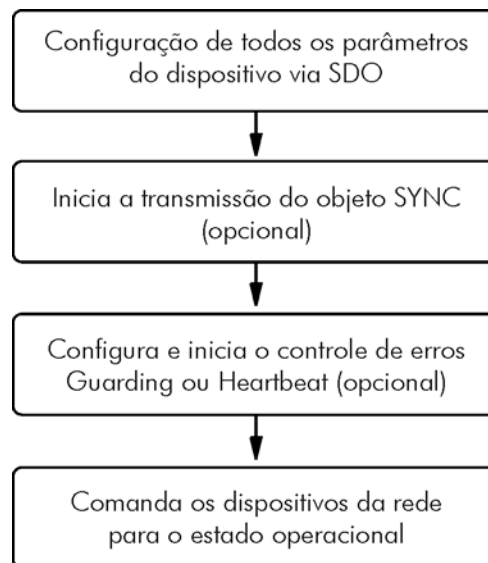 Configuração de todos os parâmetros
do dispositivo via SDO
Inicia a transmissão do objeto SYNC
(opcional)
Configura e inicia o controle de erros
Guarding ou Heartbeat (opcional)
Comanda os dispositivos da rede
para o estado operacional